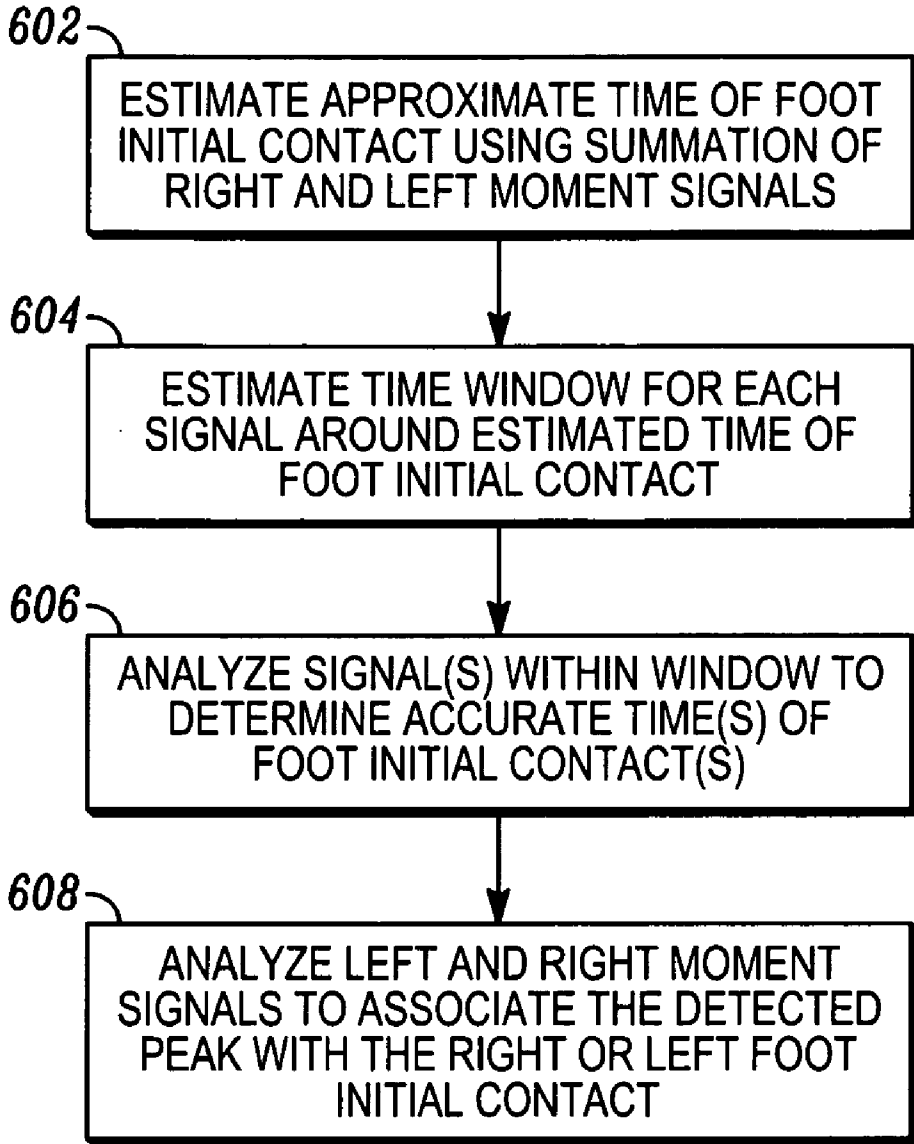 602
ESTIMATE APPROXIMATE TIME OF FOOT
INITIAL CONTACT USING SUMMATION OF
RIGHT AND LEFT MOMENT SIGNALS
604
ESTIMATE TIME WINDOW FOR EACH
SIGNAL AROUND ESTIMATED TIME OF
FOOT INITIAL CONTACT
606
ANALYZE SIGNAL(S) WITHIN WINDOW TO
DETERMINE ACCURATE TIME(S) OF
FOOT INITIAL CONTACT(S)
608
ANALYZE LEFT AND RIGHT MOMENT
SIGNALS TO ASSOCIATE THE DETECTED
PEAK WITH THE RIGHT OR LEFT FOOT
INITIAL CONTACT